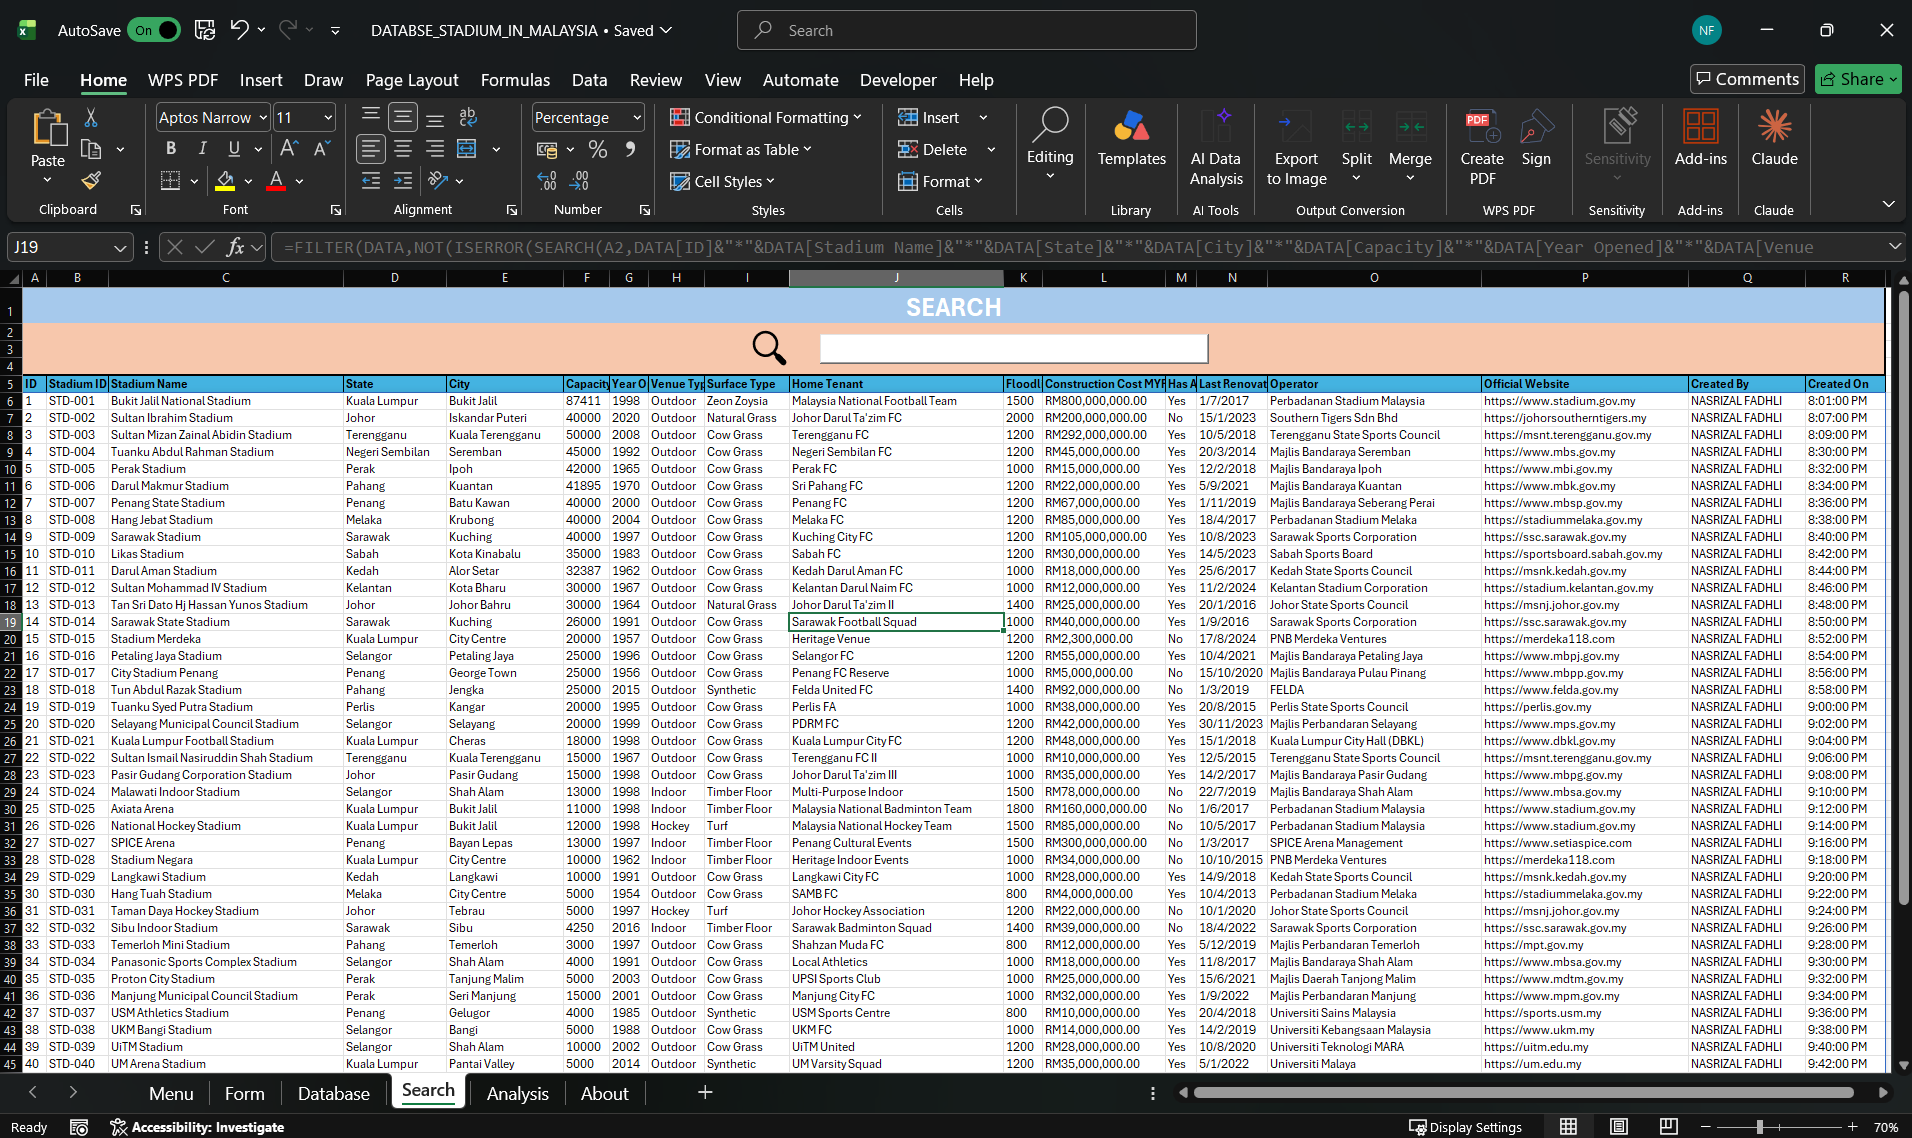 AutoSave On DATABSE_STADIUM_IN_MALAYSIA • Saved Search NF
File Home WPS PDF Insert Draw Page Layout Formulas Data Review View Automate Developer Help Comments Share
Paste Aptos Narrow 11 B I U A A A ab Percentage % 9 Conditional Formatting Format as Table Cell Styles Insert Delete Format Editing Templates AI Data Analysis Export to Image Split Merge Create PDF Sign Sensitivity Add-ins Claude
Clipboard Font Alignment Number Styles Cells Library AI Tools Output Conversion WPS PDF Sensitivity Add-ins Claude
J19 fx =FILTER(DATA,NOT(ISERROR(SEARCH(A2,DATA[ID]&"*"&DATA[Stadium Name]&"*"&DATA[State]&"*"&DATA[City]&"*"&DATA[Capacity]&"*"&DATA[Year Opened]&"*"&DATA[Venue
A B C D E F G H I J K L M N O P Q R
1 SEARCH
2
3
4
5 ID Stadium ID Stadium Name State City Capacity Year O Venue Typ Surface Type Home Tenant Floodl Construction Cost MYR Has A Last Renovat Operator Official Website Created By Created On
6 1 STD-001 Bukit Jalil National Stadium Kuala Lumpur Bukit Jalil 87411 1998 Outdoor Zeon Zoysia Malaysia National Football Team 1500 RM800,000,000.00 Yes 1/7/2017 Perbadanan Stadium Malaysia https://www.stadium.gov.my NASRIZAL FADHLI 8:01:00 PM
7 2 STD-002 Sultan Ibrahim Stadium Johor Iskandar Puteri 40000 2020 Outdoor Natural Grass Johor Darul Ta'zim FC 2000 RM200,000,000.00 No 15/1/2023 Southern Tigers Sdn Bhd https://johorsoutherntigers.my NASRIZAL FADHLI 8:07:00 PM
8 3 STD-003 Sultan Mizan Zainal Abidin Stadium Terengganu Kuala Terengganu 50000 2008 Outdoor Cow Grass Terengganu FC 1200 RM292,000,000.00 Yes 10/5/2018 Terengganu State Sports Council https://msnt.terengganu.gov.my NASRIZAL FADHLI 8:09:00 PM
9 4 STD-004 Tuanku Abdul Rahman Stadium Negeri Sembilan Seremban 45000 1992 Outdoor Cow Grass Negeri Sembilan FC 1200 RM45,000,000.00 Yes 20/3/2014 Majlis Bandaraya Seremban https://www.mbs.gov.my NASRIZAL FADHLI 8:30:00 PM
10 5 STD-005 Perak Stadium Perak Ipoh 42000 1965 Outdoor Cow Grass Perak FC 1000 RM15,000,000.00 Yes 12/2/2018 Majlis Bandaraya Ipoh https://www.mbi.gov.my NASRIZAL FADHLI 8:32:00 PM
11 6 STD-006 Darul Makmur Stadium Pahang Kuantan 41895 1970 Outdoor Cow Grass Sri Pahang FC 1200 RM22,000,000.00 Yes 5/9/2021 Majlis Bandaraya Kuantan https://www.mbk.gov.my NASRIZAL FADHLI 8:34:00 PM
12 7 STD-007 Penang State Stadium Penang Batu Kawan 40000 2000 Outdoor Cow Grass Penang FC 1200 RM67,000,000.00 Yes 1/11/2019 Majlis Bandaraya Seberang Perai https://www.mbsp.gov.my NASRIZAL FADHLI 8:36:00 PM
13 8 STD-008 Hang Jebat Stadium Melaka Krubong 40000 2004 Outdoor Cow Grass Melaka FC 1200 RM85,000,000.00 Yes 18/4/2017 Perbadanan Stadium Melaka https://stadiummelaka.gov.my NASRIZAL FADHLI 8:38:00 PM
14 9 STD-009 Sarawak Stadium Sarawak Kuching 40000 1997 Outdoor Cow Grass Kuching City FC 1200 RM105,000,000.00 Yes 10/8/2023 Sarawak Sports Corporation https://ssc.sarawak.gov.my NASRIZAL FADHLI 8:40:00 PM
15 10 STD-010 Likas Stadium Sabah Kota Kinabalu 35000 1983 Outdoor Cow Grass Sabah FC 1200 RM30,000,000.00 Yes 14/5/2023 Sabah Sports Board https://sportsboard.sabah.gov.my NASRIZAL FADHLI 8:42:00 PM
16 11 STD-011 Darul Aman Stadium Kedah Alor Setar 32387 1962 Outdoor Cow Grass Kedah Darul Aman FC 1000 RM18,000,000.00 Yes 25/6/2017 Kedah State Sports Council https://msnk.kedah.gov.my NASRIZAL FADHLI 8:44:00 PM
17 12 STD-012 Sultan Mohammad IV Stadium Kelantan Kota Bharu 30000 1967 Outdoor Cow Grass Kelantan Darul Naim FC 1000 RM12,000,000.00 Yes 11/2/2024 Kelantan Stadium Corporation https://stadium.kelantan.gov.my NASRIZAL FADHLI 8:46:00 PM
18 13 STD-013 Tan Sri Dato Hj Hassan Yunos Stadium Johor Johor Bahru 30000 1964 Outdoor Natural Grass Johor Darul Ta'zim II 1400 RM25,000,000.00 Yes 20/1/2016 Johor State Sports Council https://msnj.johor.gov.my NASRIZAL FADHLI 8:48:00 PM
19 14 STD-014 Sarawak State Stadium Sarawak Kuching 26000 1991 Outdoor Cow Grass Sarawak Football Squad 1000 RM40,000,000.00 Yes 1/9/2016 Sarawak Sports Corporation https://ssc.sarawak.gov.my NASRIZAL FADHLI 8:50:00 PM
20 15 STD-015 Stadium Merdeka Kuala Lumpur City Centre 20000 1957 Outdoor Cow Grass Heritage Venue 1200 RM2,300,000.00 No 17/8/2024 PNB Merdeka Ventures https://merdeka118.com NASRIZAL FADHLI 8:52:00 PM
21 16 STD-016 Petaling Jaya Stadium Selangor Petaling Jaya 25000 1996 Outdoor Cow Grass Selangor FC 1200 RM55,000,000.00 Yes 10/4/2021 Majlis Bandaraya Petaling Jaya https://www.mbpj.gov.my NASRIZAL FADHLI 8:54:00 PM
22 17 STD-017 City Stadium Penang Penang George Town 25000 1956 Outdoor Cow Grass Penang FC Reserve 1000 RM5,000,000.00 No 15/10/2020 Majlis Bandaraya Pulau Pinang https://www.mbpp.gov.my NASRIZAL FADHLI 8:56:00 PM
23 18 STD-018 Tun Abdul Razak Stadium Pahang Jengka 25000 2015 Outdoor Synthetic Felda United FC 1400 RM92,000,000.00 No 1/3/2019 FELDA https://www.felda.gov.my NASRIZAL FADHLI 8:58:00 PM
24 19 STD-019 Tuanku Syed Putra Stadium Perlis Kangar 20000 1995 Outdoor Cow Grass Perlis FA 1000 RM38,000,000.00 Yes 20/8/2015 Perlis State Sports Council https://perlis.gov.my NASRIZAL FADHLI 9:00:00 PM
25 20 STD-020 Selayang Municipal Council Stadium Selangor Selayang 20000 1999 Outdoor Cow Grass PDRM FC 1200 RM42,000,000.00 Yes 30/11/2023 Majlis Perbandaran Selayang https://www.mps.gov.my NASRIZAL FADHLI 9:02:00 PM
26 21 STD-021 Kuala Lumpur Football Stadium Kuala Lumpur Cheras 18000 1998 Outdoor Cow Grass Kuala Lumpur City FC 1200 RM48,000,000.00 Yes 15/1/2018 Kuala Lumpur City Hall (DBKL) https://www.dbkl.gov.my NASRIZAL FADHLI 9:04:00 PM
27 22 STD-022 Sultan Ismail Nasiruddin Shah Stadium Terengganu Kuala Terengganu 15000 1967 Outdoor Cow Grass Terengganu FC II 1000 RM10,000,000.00 Yes 12/5/2015 Terengganu State Sports Council https://msnt.terengganu.gov.my NASRIZAL FADHLI 9:06:00 PM
28 23 STD-023 Pasir Gudang Corporation Stadium Johor Pasir Gudang 15000 1998 Outdoor Cow Grass Johor Darul Ta'zim III 1000 RM35,000,000.00 Yes 14/2/2017 Majlis Bandaraya Pasir Gudang https://www.mbpg.gov.my NASRIZAL FADHLI 9:08:00 PM
29 24 STD-024 Malawati Indoor Stadium Selangor Shah Alam 13000 1998 Indoor Timber Floor Multi-Purpose Indoor 1500 RM78,000,000.00 No 22/7/2019 Majlis Bandaraya Shah Alam https://www.mbsa.gov.my NASRIZAL FADHLI 9:10:00 PM
30 25 STD-025 Axiata Arena Kuala Lumpur Bukit Jalil 11000 1998 Indoor Timber Floor Malaysia National Badminton Team 1800 RM160,000,000.00 No 1/6/2017 Perbadanan Stadium Malaysia https://www.stadium.gov.my NASRIZAL FADHLI 9:12:00 PM
31 26 STD-026 National Hockey Stadium Kuala Lumpur Bukit Jalil 12000 1998 Hockey Turf Malaysia National Hockey Team 1500 RM85,000,000.00 No 10/5/2017 Perbadanan Stadium Malaysia https://www.stadium.gov.my NASRIZAL FADHLI 9:14:00 PM
32 27 STD-027 SPICE Arena Penang Bayan Lepas 13000 1997 Indoor Timber Floor Penang Cultural Events 1500 RM300,000,000.00 No 1/3/2017 SPICE Arena Management https://www.setiaspice.com NASRIZAL FADHLI 9:16:00 PM
33 28 STD-028 Stadium Negara Kuala Lumpur City Centre 10000 1962 Indoor Timber Floor Heritage Indoor Events 1000 RM34,000,000.00 No 10/10/2015 PNB Merdeka Ventures https://merdeka118.com NASRIZAL FADHLI 9:18:00 PM
34 29 STD-029 Langkawi Stadium Kedah Langkawi 10000 1991 Outdoor Cow Grass Langkawi City FC 1000 RM28,000,000.00 Yes 14/9/2018 Kedah State Sports Council https://msnk.kedah.gov.my NASRIZAL FADHLI 9:20:00 PM
35 30 STD-030 Hang Tuah Stadium Melaka City Centre 5000 1954 Outdoor Cow Grass SAMB FC 800 RM4,000,000.00 Yes 10/4/2013 Perbadanan Stadium Melaka https://stadiummelaka.gov.my NASRIZAL FADHLI 9:22:00 PM
36 31 STD-031 Taman Daya Hockey Stadium Johor Tebrau 5000 1997 Hockey Turf Johor Hockey Association 1200 RM22,000,000.00 No 10/1/2020 Johor State Sports Council https://msnj.johor.gov.my NASRIZAL FADHLI 9:24:00 PM
37 32 STD-032 Sibu Indoor Stadium Sarawak Sibu 4250 2016 Indoor Timber Floor Sarawak Badminton Squad 1400 RM39,000,000.00 No 18/4/2022 Sarawak Sports Corporation https://ssc.sarawak.gov.my NASRIZAL FADHLI 9:26:00 PM
38 33 STD-033 Temerloh Mini Stadium Pahang Temerloh 3000 1997 Outdoor Cow Grass Shahzan Muda FC 800 RM12,000,000.00 Yes 5/12/2019 Majlis Perbandaran Temerloh https://mpt.gov.my NASRIZAL FADHLI 9:28:00 PM
39 34 STD-034 Panasonic Sports Complex Stadium Selangor Shah Alam 4000 1991 Outdoor Cow Grass Local Athletics 1000 RM18,000,000.00 Yes 11/8/2017 Majlis Bandaraya Shah Alam https://www.mbsa.gov.my NASRIZAL FADHLI 9:30:00 PM
40 35 STD-035 Proton City Stadium Perak Tanjung Malim 5000 2003 Outdoor Cow Grass UPSI Sports Club 1000 RM25,000,000.00 Yes 15/6/2021 Majlis Daerah Tanjong Malim https://www.mdtm.gov.my NASRIZAL FADHLI 9:32:00 PM
41 36 STD-036 Manjung Municipal Council Stadium Perak Seri Manjung 15000 2001 Outdoor Cow Grass Manjung City FC 1000 RM32,000,000.00 Yes 1/9/2022 Majlis Perbandaran Manjung https://www.mpm.gov.my NASRIZAL FADHLI 9:34:00 PM
42 37 STD-037 USM Athletics Stadium Penang Gelugor 4000 1985 Outdoor Synthetic USM Sports Centre 800 RM10,000,000.00 Yes 20/4/2018 Universiti Sains Malaysia https://sports.usm.my NASRIZAL FADHLI 9:36:00 PM
43 38 STD-038 UKM Bangi Stadium Selangor Bangi 5000 1988 Outdoor Cow Grass UKM FC 1000 RM14,000,000.00 Yes 14/2/2019 Universiti Kebangsaan Malaysia https://www.ukm.my NASRIZAL FADHLI 9:38:00 PM
44 39 STD-039 UiTM Stadium Selangor Shah Alam 10000 2002 Outdoor Cow Grass UiTM United 1200 RM28,000,000.00 Yes 10/8/2020 Universiti Teknologi MARA https://uitm.edu.my NASRIZAL FADHLI 9:40:00 PM
45 40 STD-040 UM Arena Stadium Kuala Lumpur Pantai Valley 5000 2014 Outdoor Synthetic UM Varsity Squad 1200 RM35,000,000.00 Yes 5/1/2022 Universiti Malaya https://um.edu.my NASRIZAL FADHLI 9:42:00 PM
Menu Form Database Search Analysis About
Ready Accessibility: Investigate Display Settings 70%